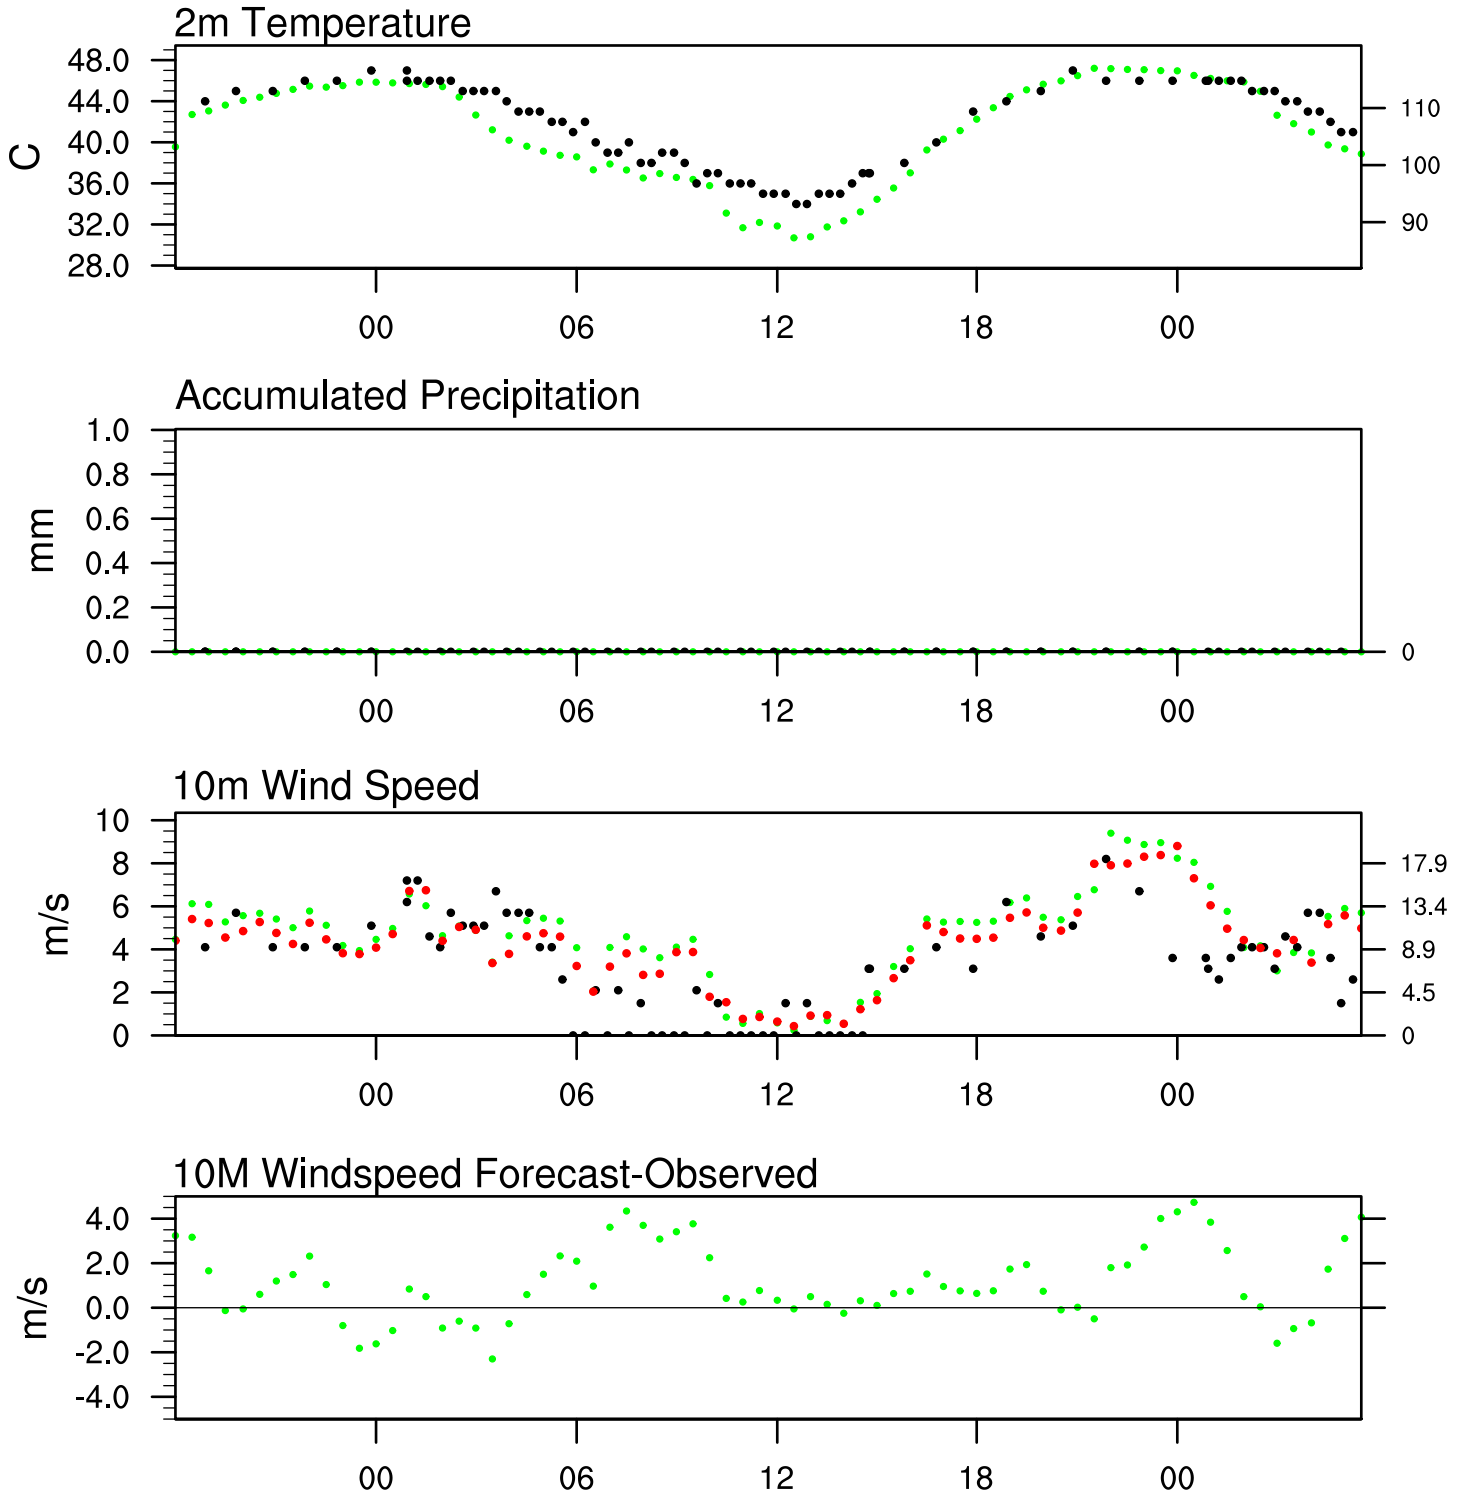 2m Temperature
48.0
44.0
40.0
36.0
32.0
28.0
C
110
100
90
00 06 12 18 00
Accumulated Precipitation
1.0
0.8
0.6
0.4
0.2
0.0
mm
0
00 06 12 18 00
10m Wind Speed
10
8
6
4
2
0
m/s
17.9
13.4
8.9
4.5
0
00 06 12 18 00
10M Windspeed Forecast-Observed
4.0
2.0
0.0
-2.0
-4.0
m/s
00 06 12 18 00